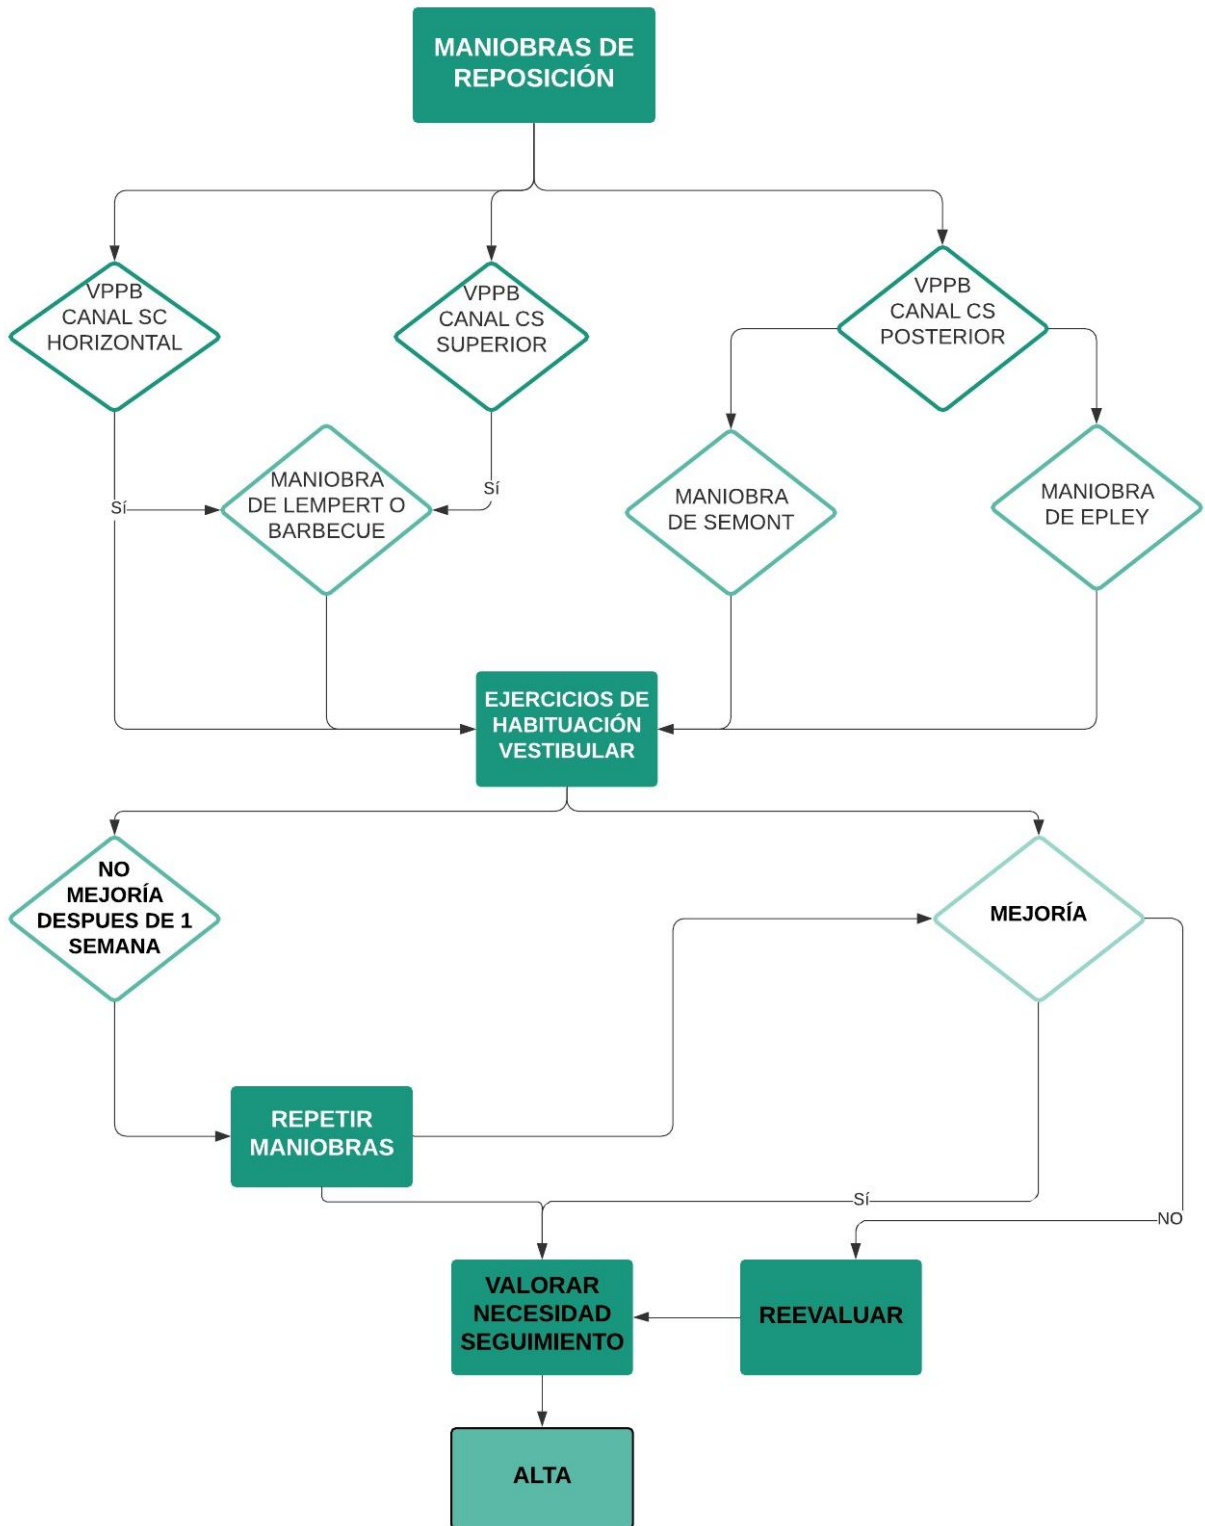 MANIOBRAS DE
REPOSICIÓN
VPPB
CANAL SC
HORIZONTAL
VPPB
CANAL CS
SUPERIOR
VPPB
CANAL CS
POSTERIOR
Sí
MANIOBRA
DE LEMPERT O
BARBECUE
Sí
MANIOBRA
DE SEMONT
MANIOBRA
DE EPLEY
EJERCICIOS DE
HABITUACIÓN
VESTIBULAR
NO
MEJORÍA
DESPUES DE 1
SEMANA
MEJORÍA
REPETIR
MANIOBRAS
Sí
NO
VALORAR
NECESIDAD
SEGUIMIENTO
REEVALUAR
ALTA